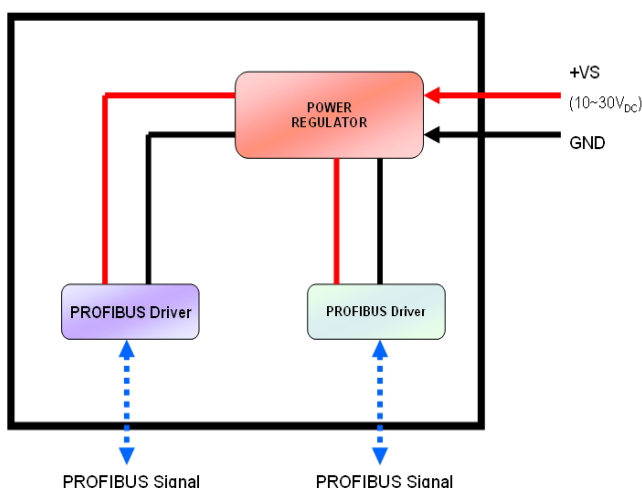 +VS
(10~30VDC)
GND
POWER
REGULATOR
PROFIBUS Driver
PROFIBUS Driver
PROFIBUS Signal
PROFIBUS Signal